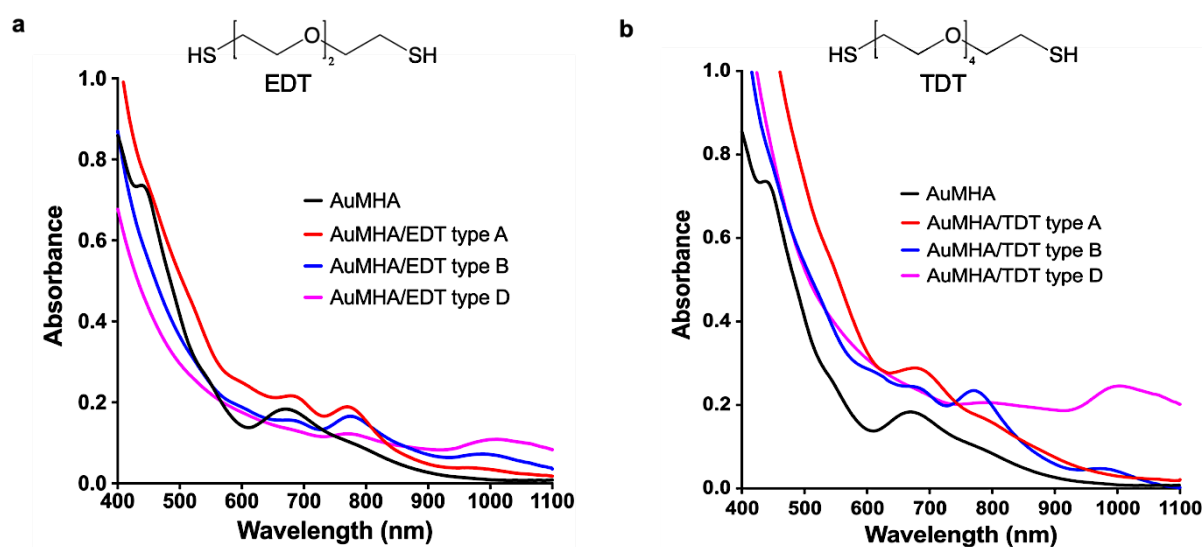 a
HS
O
2
SH
EDT
1.0
0.8
0.6
0.4
0.2
0.0
Absorbance
AuMHA
AuMHA/EDT type A
AuMHA/EDT type B
AuMHA/EDT type D
400 500 600 700 800 900 1000 1100
Wavelength (nm)
b
HS
O
4
SH
TDT
1.0
0.8
0.6
0.4
0.2
0.0
Absorbance
AuMHA
AuMHA/TDT type A
AuMHA/TDT type B
AuMHA/TDT type D
400 500 600 700 800 900 1000 1100
Wavelength (nm)